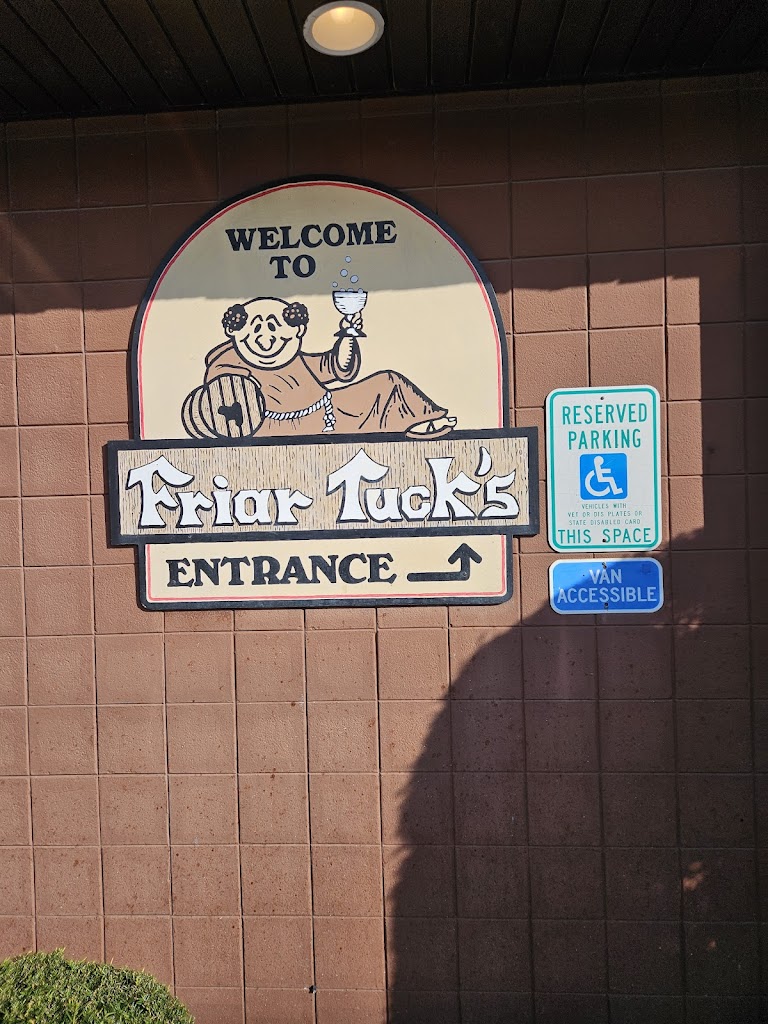 WELCOME
TO
Friar Tuck's
ENTRANCE
RESERVED
PARKING
VEHICLES WITH
VET OR DIS PLATES OR
STATE DISABLED CARD
THIS SPACE
VAN
ACCESSIBLE